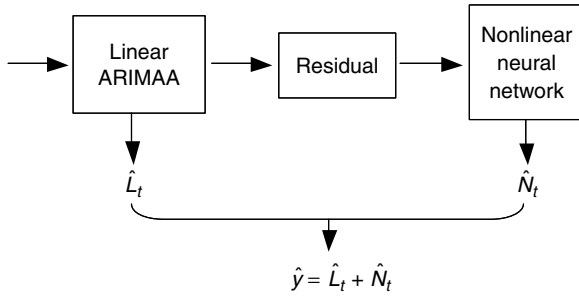 Linear
ARIMAA
Residual
Nonlinear
neural
network
L̂t
N̂t
ŷ = L̂t + N̂t